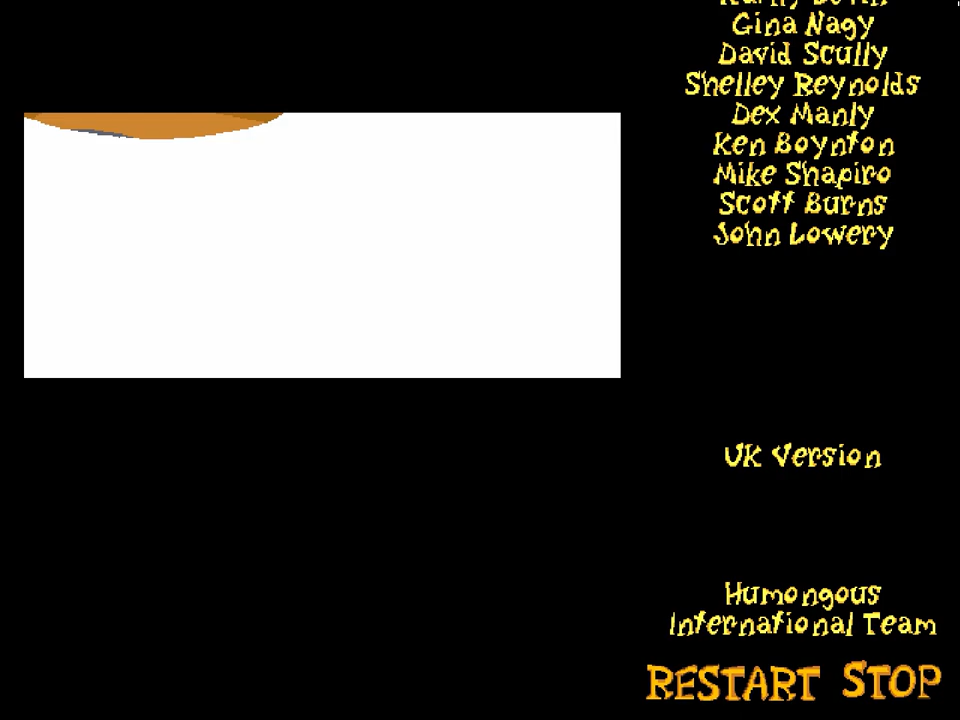 Gina Nagy
David Scully
Shelley Reynolds
Dex Manly
Ken Boynton
Mike Shapiro
Scott Burns
John Lowery
UK Version
Humongous
International Team
RESTART STOP